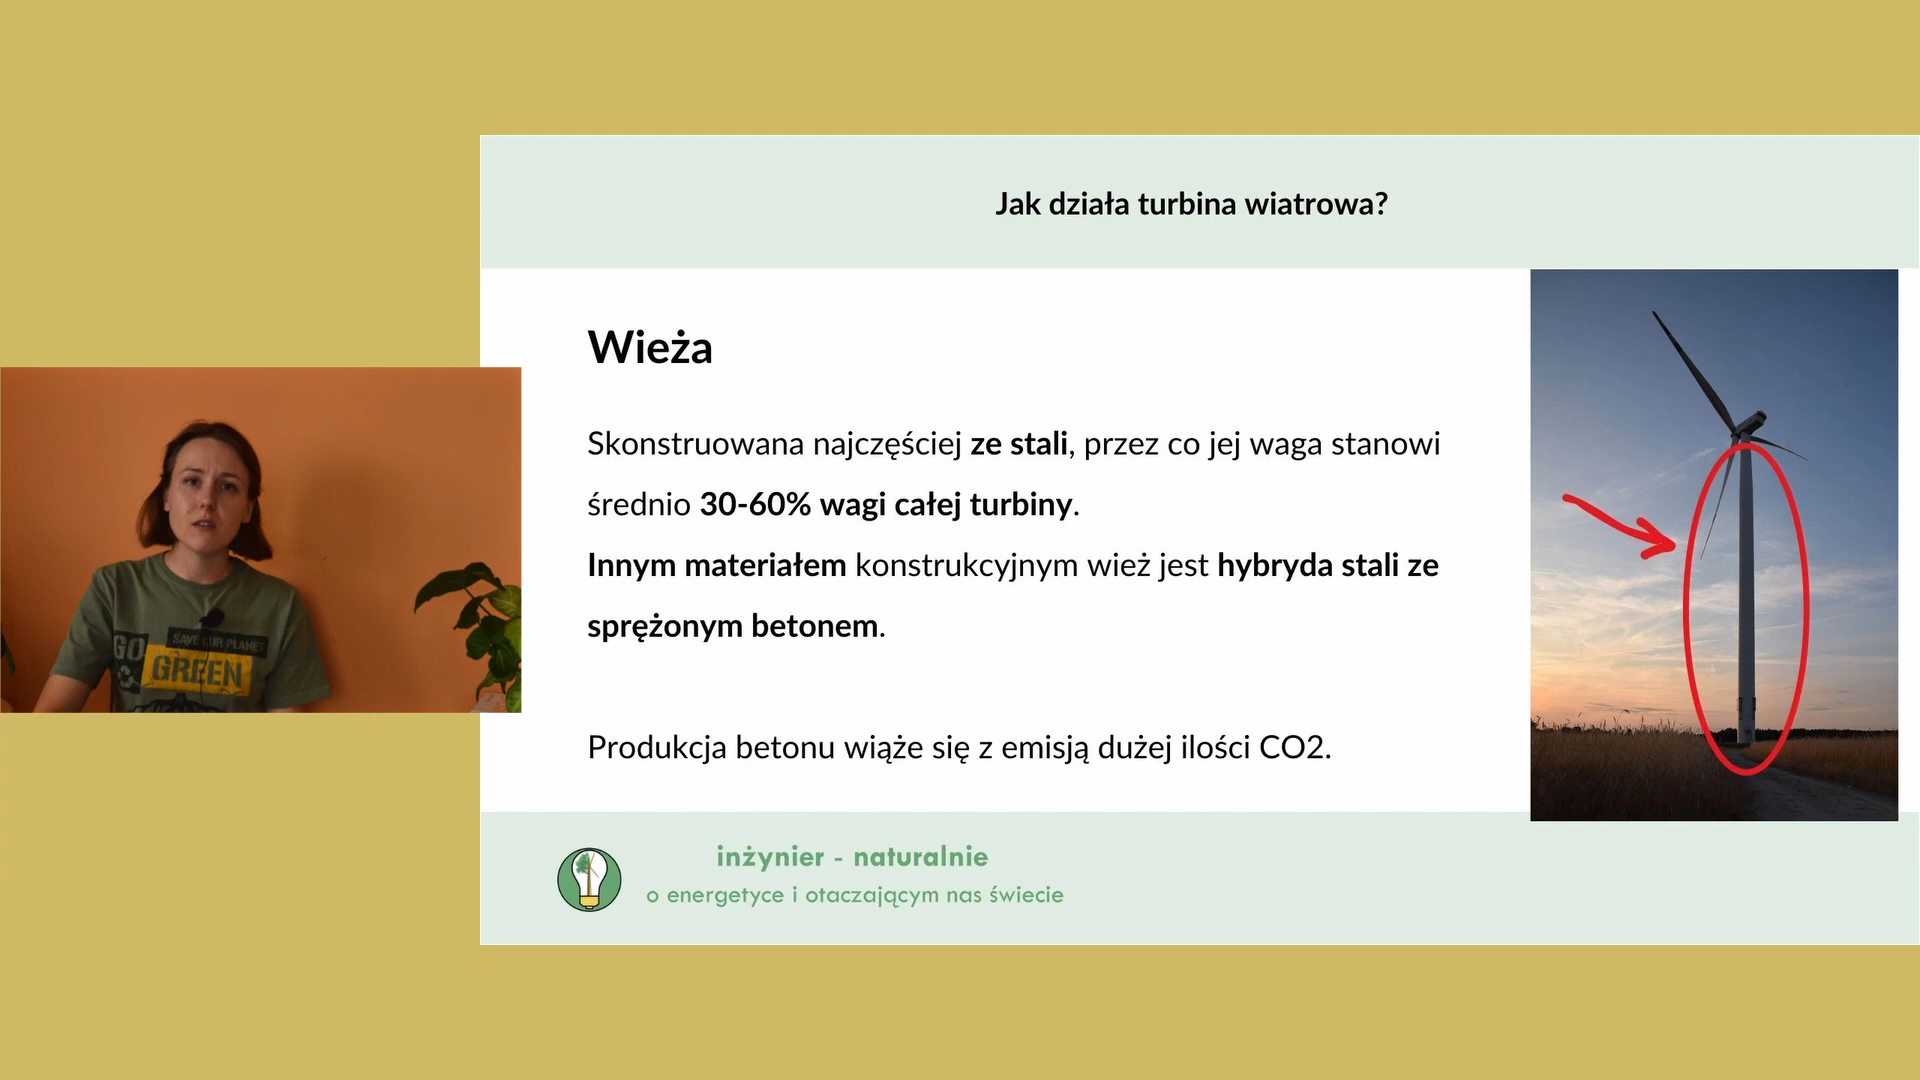 Jak działa turbina wiatrowa?
Wieża
Skonstruowana najczęściej ze stali, przez co jej waga stanowi
średnio 30-60% wagi całej turbiny.
Innym materiałem konstrukcyjnym wież jest hybryda stali ze
sprężonym betonem.
Produkcja betonu wiąże się z emisją dużej ilości CO2.
GO
SAVE OUR PLANET
GREEN
inżynier - naturalnie
o energetyce i otaczającym nas świecie